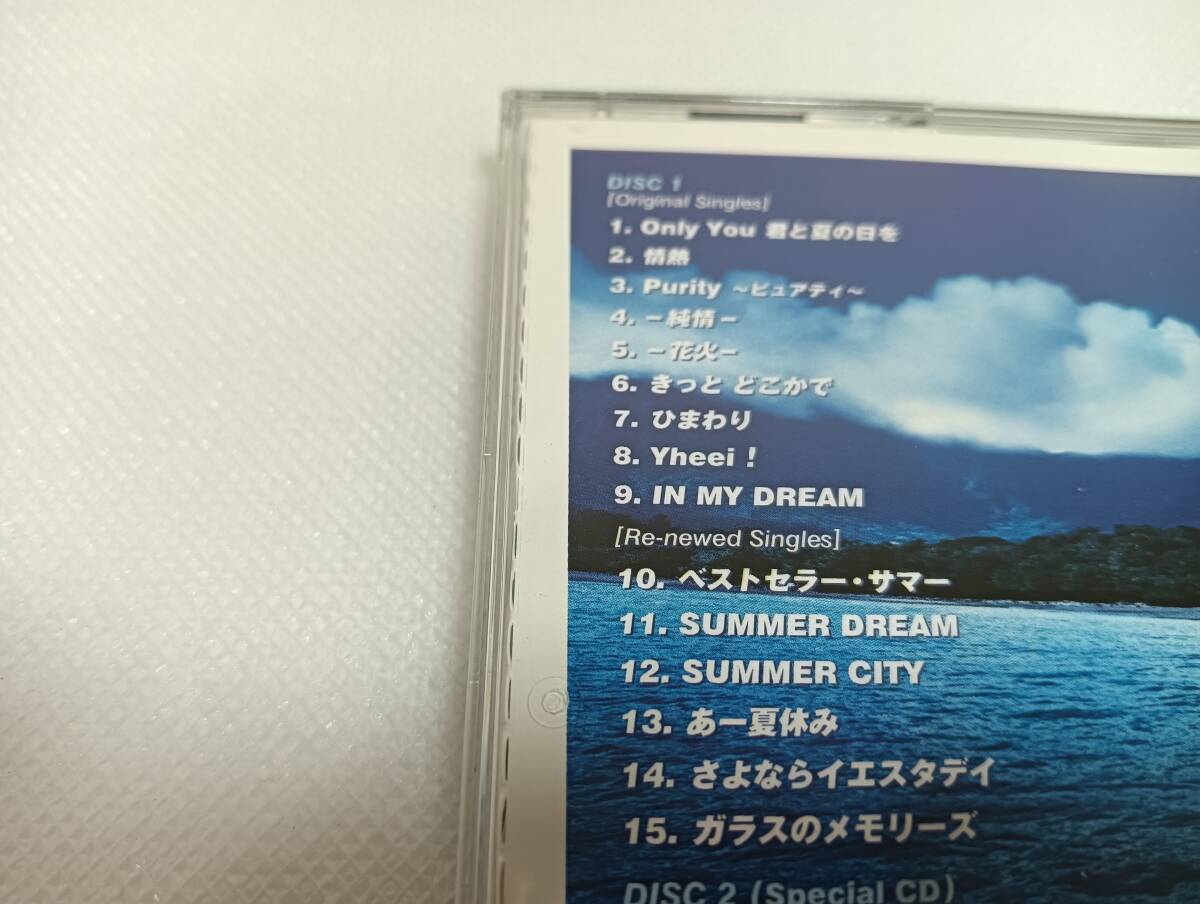 DISC 1
[Original Singles]
1. Only You 君と夏の日を
2. 情熱
3. Purity ～ピュアティ～
4. －純情－
5. －花火－
6. きっと どこかで
7. ひまわり
8. Yheei !
9. IN MY DREAM
[Re-newed Singles]
10. ベストセラー・サマー
11. SUMMER DREAM
12. SUMMER CITY
13. あー夏休み
14. さよならイエスタデイ
15. ガラスのメモリーズ
DISC 2 (Special CD)